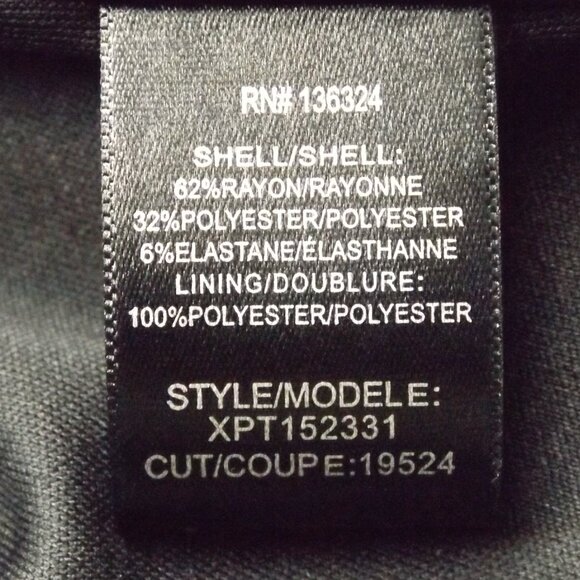 RN# 136324
SHELL/SHELL:
62%RAYON/RAYONNE
32%POLYESTER/POLYESTER
6%ELASTANE/ÉLASTHANNE
LINING/DOUBLURE:
100%POLYESTER/POLYESTER
STYLE/MODELE:
XPT152331
CUT/COUPE:19524